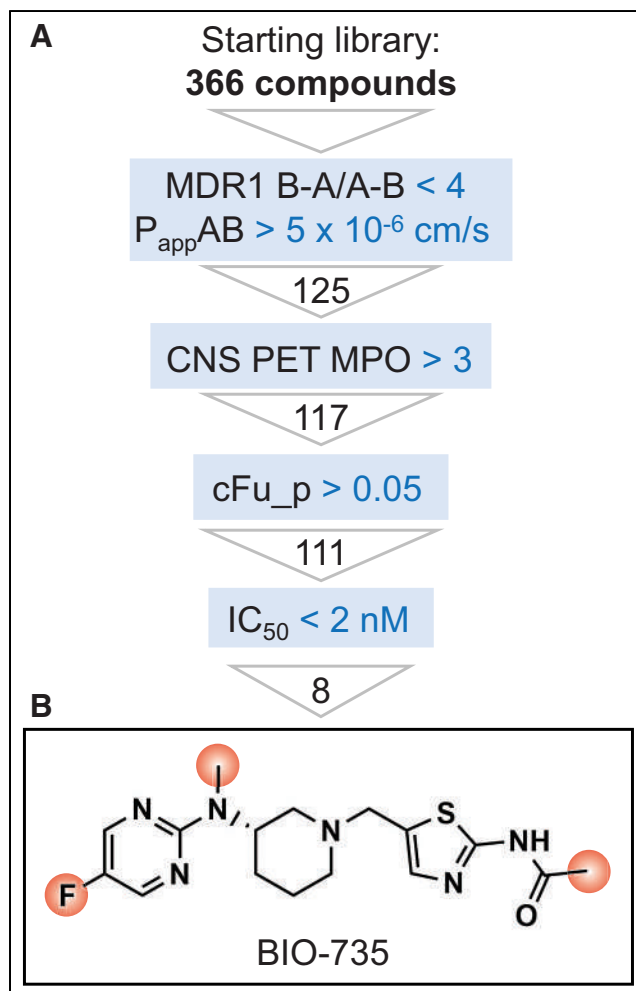 A
Starting library:
366 compounds
MDR1 B-A/A-B < 4
PappAB > 5 x 10⁻⁶ cm/s
125
CNS PET MPO > 3
117
cFu_p > 0.05
111
IC₅₀ < 2 nM
8
B
F
N
N
N
N
S
N
NH
O
BIO-735